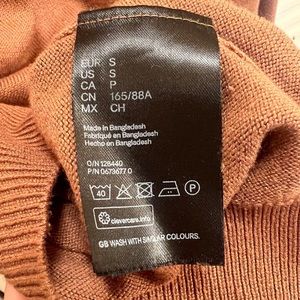 EUR S
US S
CA P
CN 165/88A
MX CH
Made in Bangladesh
Fabriqué en Bangladesh
Hecho en Bangladesh
O/N 128440
P/N 0673677 0
40 P
clevercare.info
GB WASH WITH SIMILAR COLOURS.